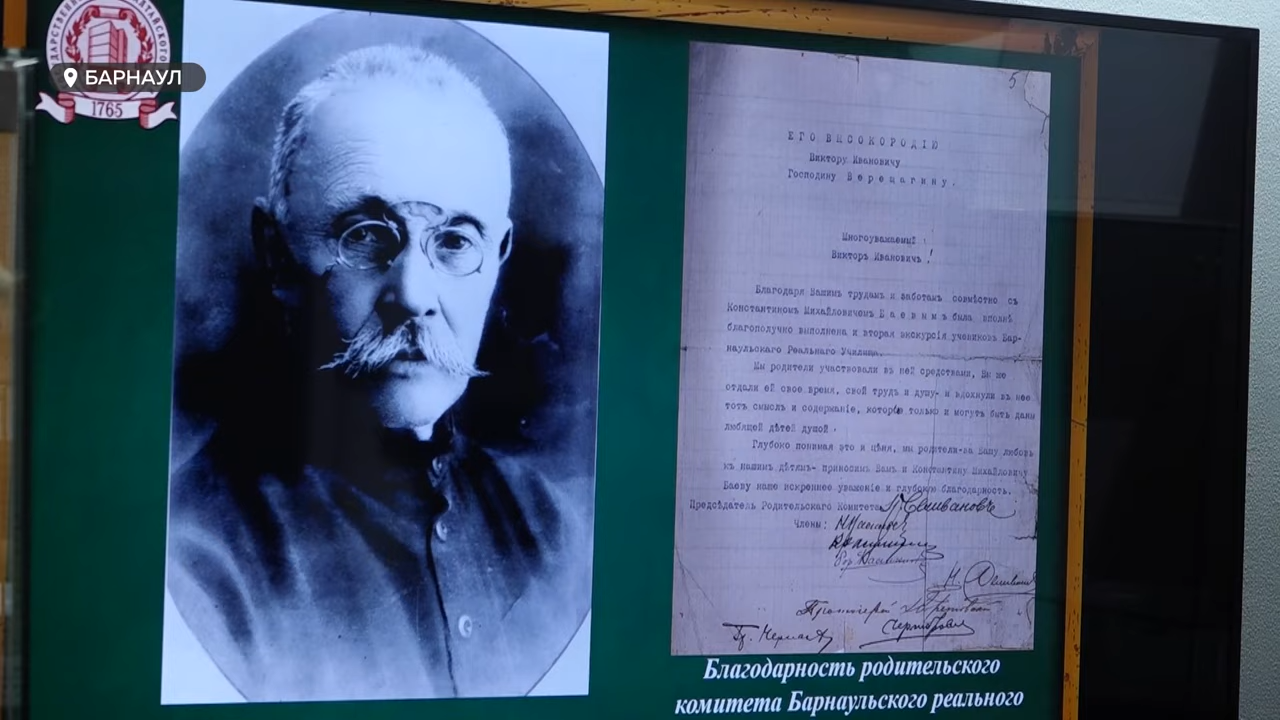 БАРНАУЛ
1765
5
ЕГО ВЫСОКОРОДІЮ
Виктору Ивановичу
Господину Верещагину.
Многоуважаемый
Викторъ Ивановичъ!
Благодаря Вашимъ трудам и заботамъ совмѣстно съ
Константиномъ Михайловичемъ Баевымъ была вполнѣ
благополучно выполнена и вторая экскурсія учениковъ Бар-
наульскаго Реальнаго Училища.
Мы родители участвовали въ ней средствами, Вы же
отдали ей свое время, свой трудъ и душу- и вдохнули въ нее
тотъ смыслъ и содержаніе, которые только и могутъ быть даны
любящей дѣтей душой.
Глубоко понимая это и цѣня, мы родители-за Вашу любовь
къ нашимъ дѣтямъ- приносимъ Вамъ и Константину Михайловичу
Баеву наше искреннее уваженіе и глубокую благодарность.
Предсѣдатель Родительскаго Комитета
Члены:
Благодарность родительского
комитета Барнаульского реального